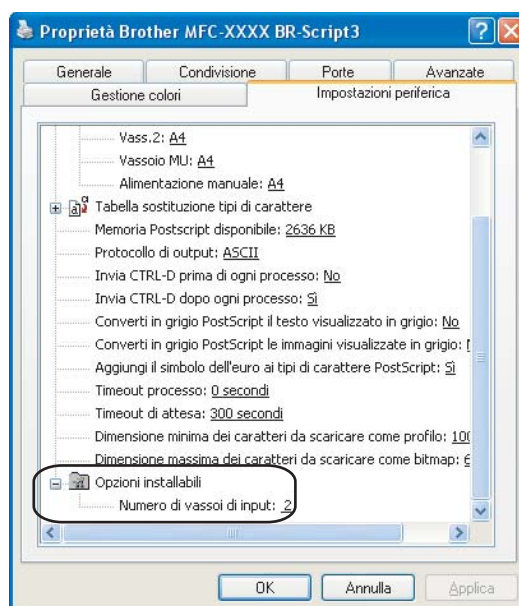 Proprietà Brother MFC-XXXX BR-Script3
Generale Condivisione Porte Avanzate
Gestione colori Impostazioni periferica
Vass.2: A4
Vassoio MU: A4
Alimentazione manuale: A4
Tabella sostituzione tipi di carattere
Memoria Postscript disponibile: 2636 KB
Protocollo di output: ASCII
Invia CTRL-D prima di ogni processo: No
Invia CTRL-D dopo ogni processo: Sì
Converti in grigio PostScript il testo visualizzato in grigio: No
Converti in grigio PostScript le immagini visualizzate in grigio:
Aggiungi il simbolo dell'euro ai tipi di carattere PostScript: Sì
Timeout processo: 0 secondi
Timeout di attesa: 300 secondi
Dimensione minima dei caratteri da scaricare come profilo: 100
Dimensione massima dei caratteri da scaricare come bitmap:
Opzioni installabili
Numero di vassoi di input: 2
OK Annulla Applica